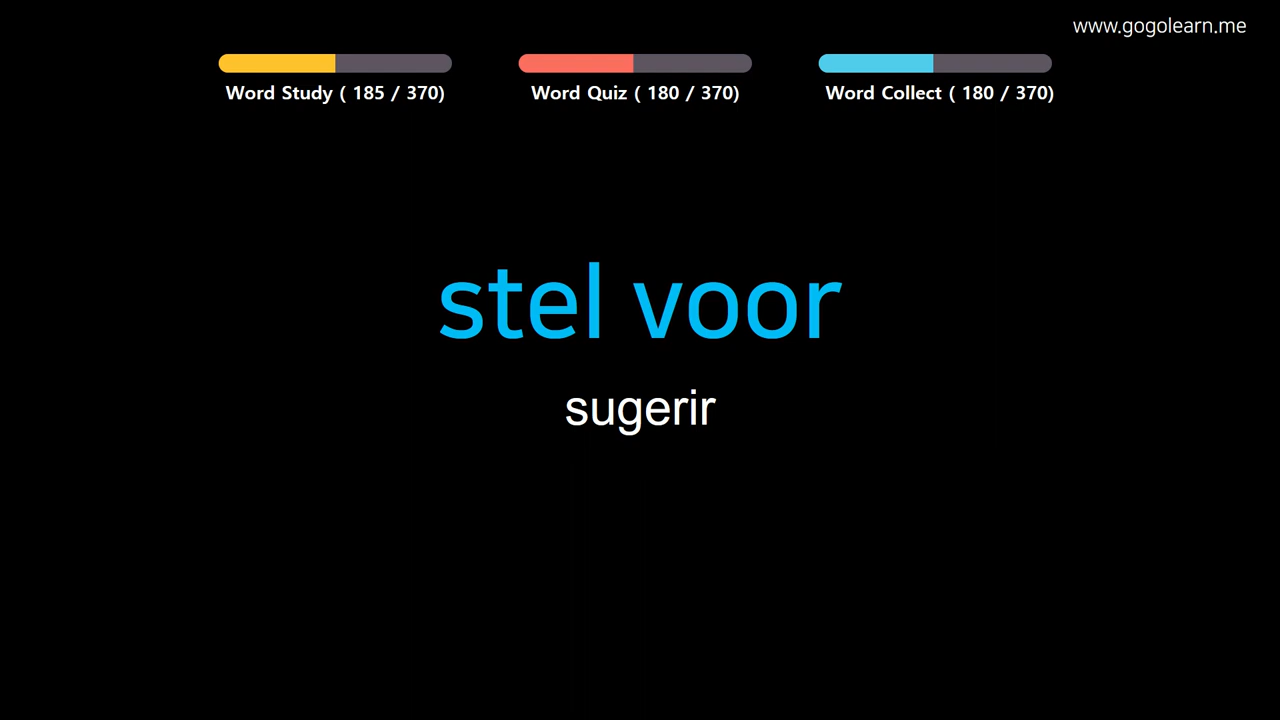 www.gogolearn.me
Word Study ( 185 / 370)
Word Quiz ( 180 / 370)
Word Collect ( 180 / 370)
stel voor
sugerir